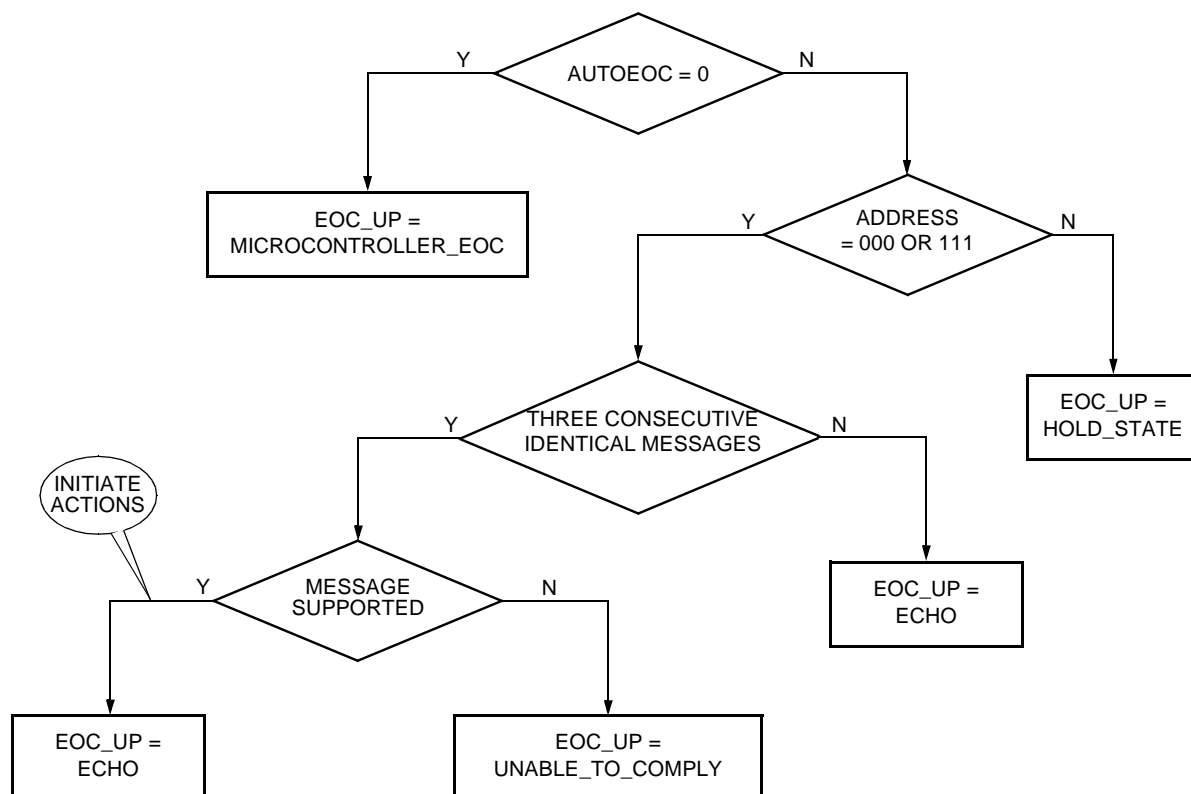 Y
AUTOEOC = 0
N
EOC_UP =
MICROCONTROLLER_EOC
Y
ADDRESS
= 000 OR 111
N
EOC_UP =
HOLD_STATE
Y
THREE CONSECUTIVE
IDENTICAL MESSAGES
N
INITIATE
ACTIONS
Y
MESSAGE
SUPPORTED
N
EOC_UP =
ECHO
EOC_UP =
ECHO
EOC_UP =
UNABLE_TO_COMPLY